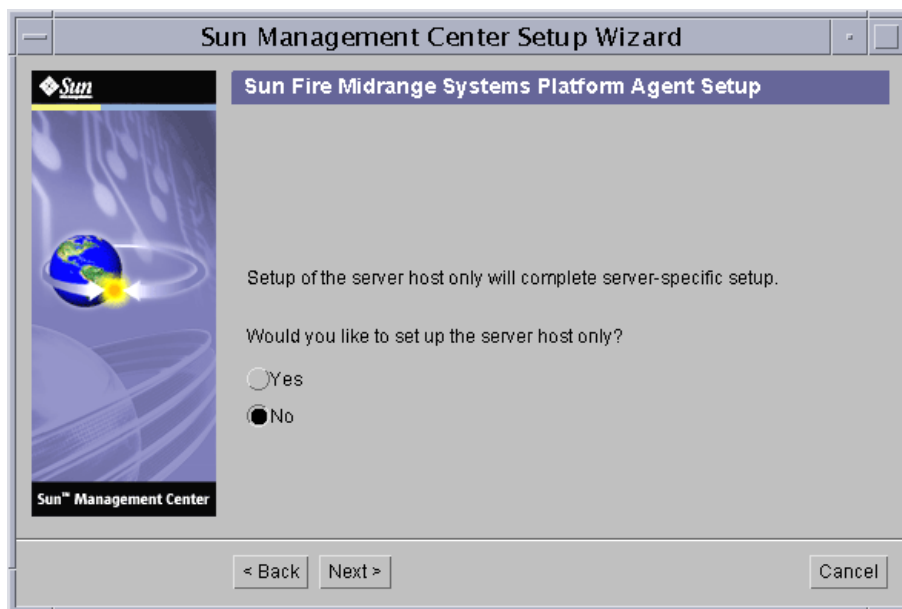 Sun Management Center Setup Wizard
Sun
Sun Fire Midrange Systems Platform Agent Setup
Setup of the server host only will complete server-specific setup.
Would you like to set up the server host only?
Yes
No
Sun™ Management Center
< Back
Next >
Cancel